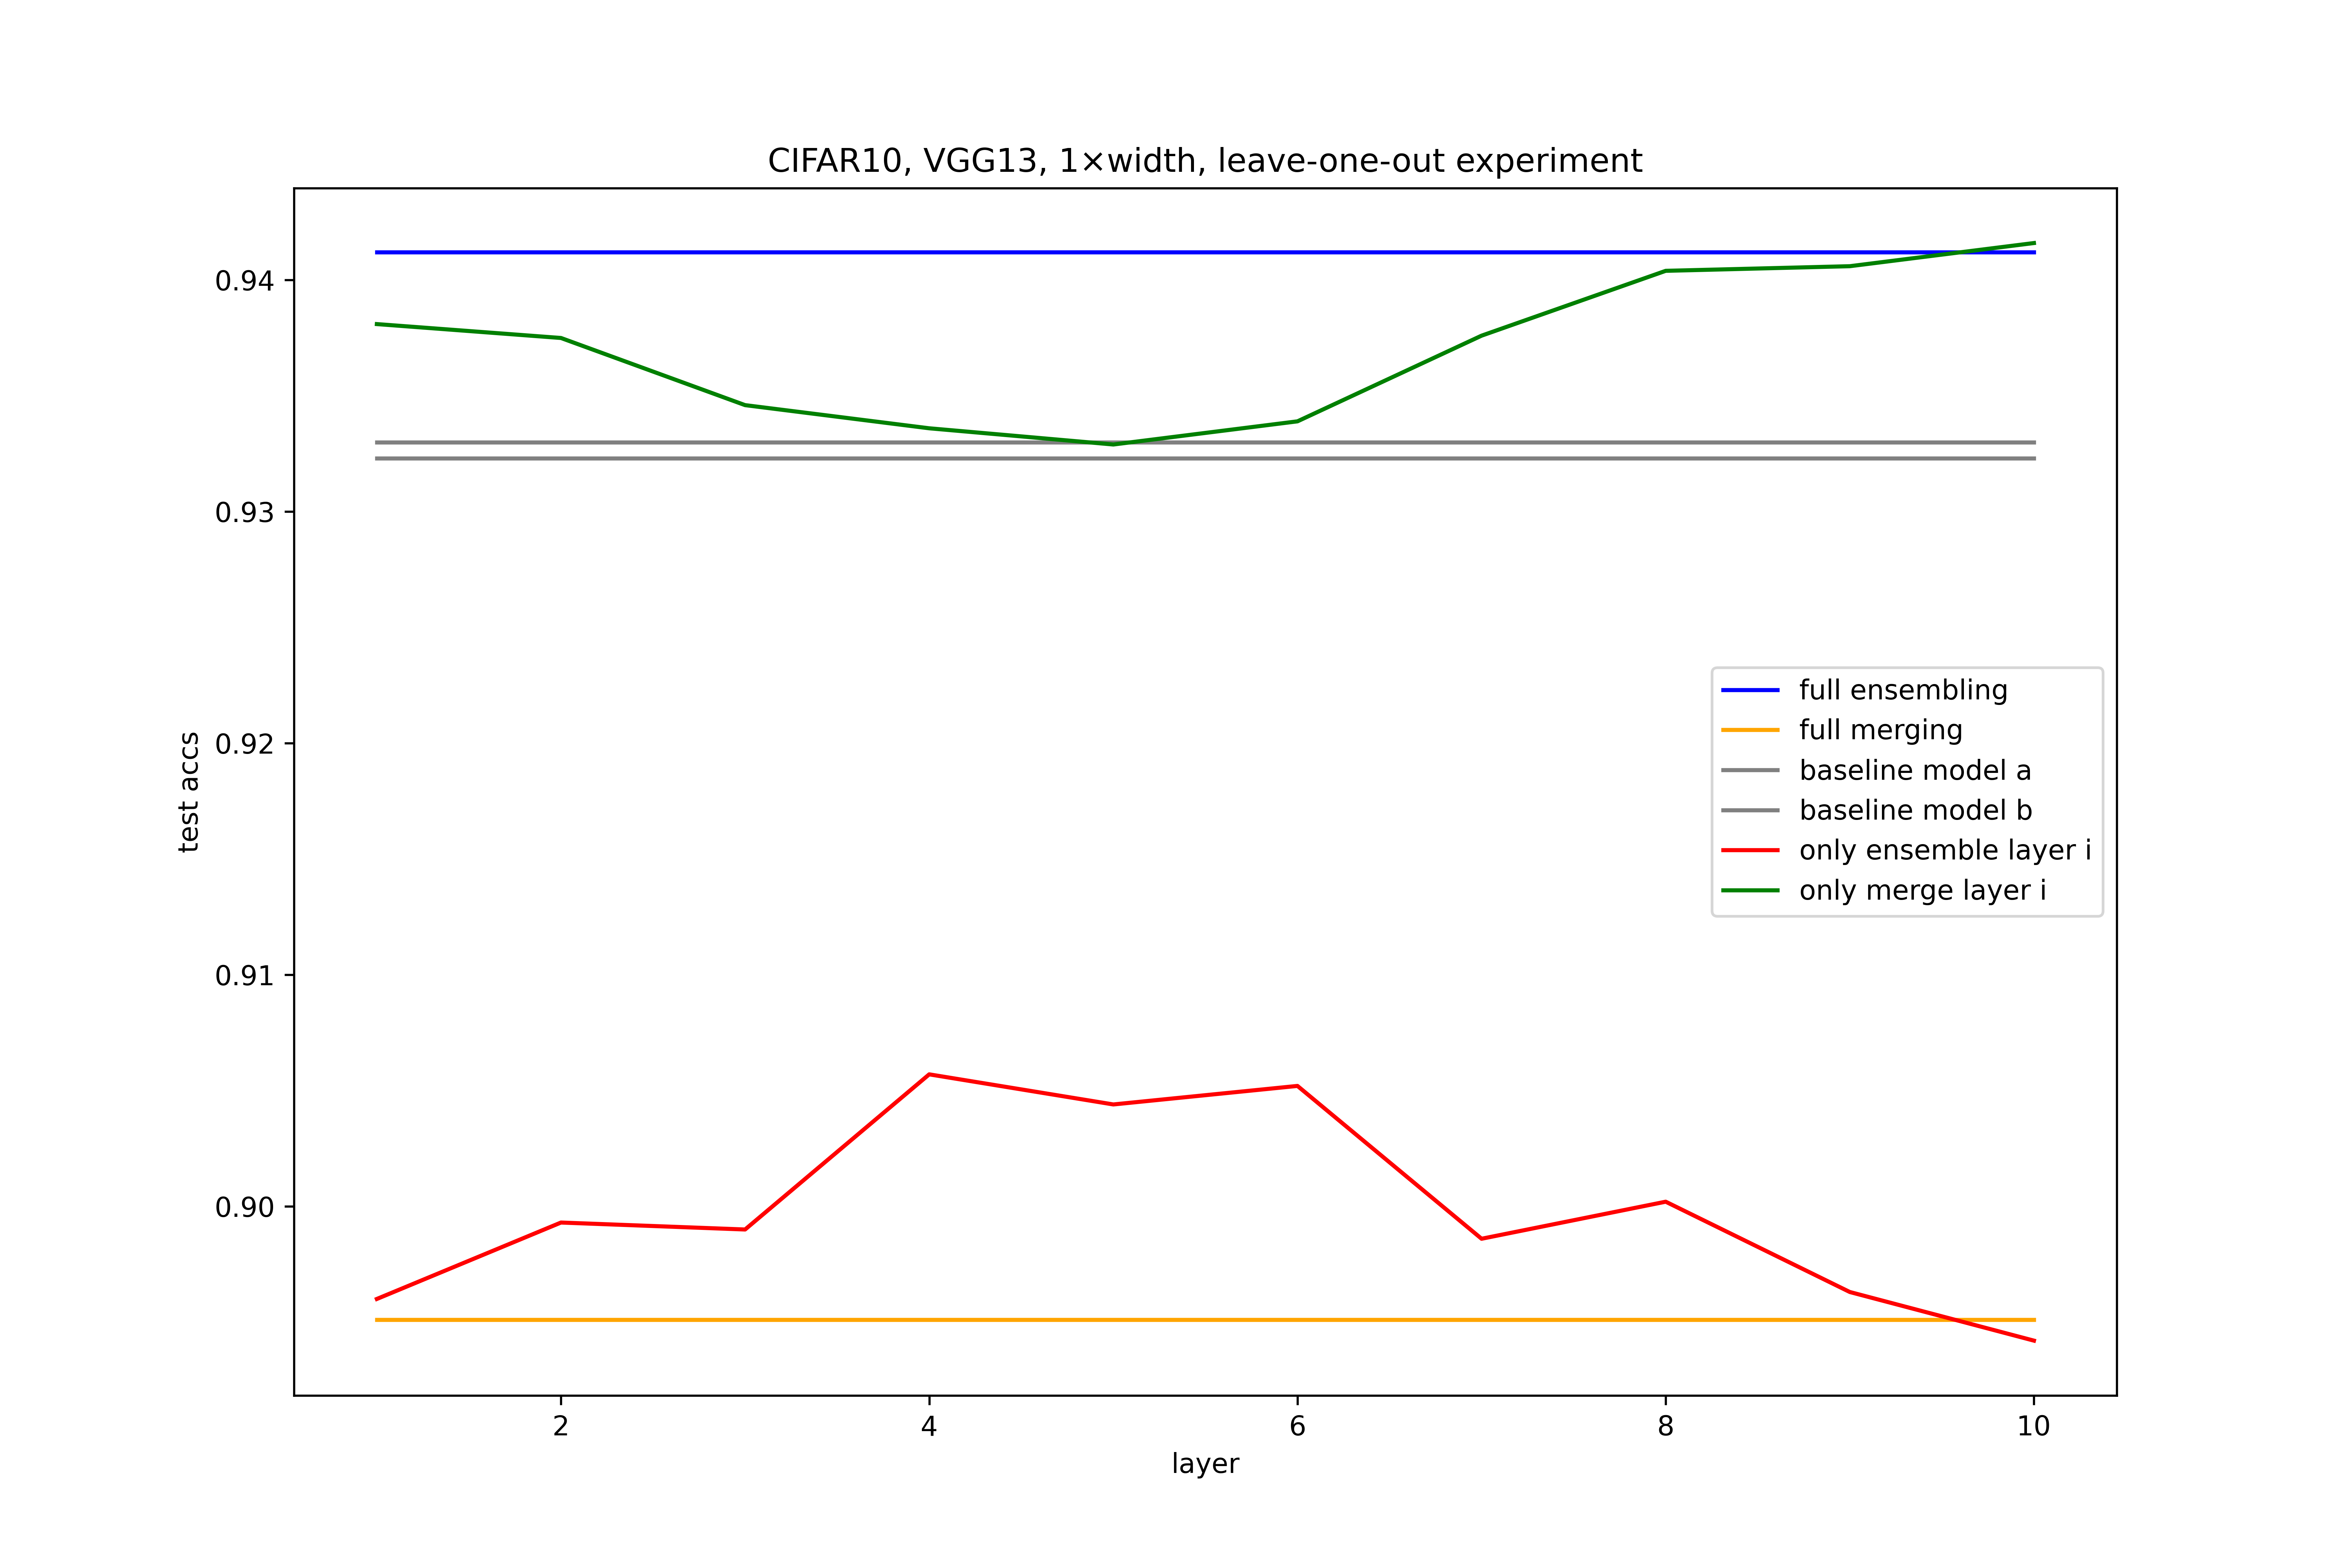 CIFAR10, VGG13, 1×width, leave-one-out experiment
test accs
0.94
0.93
0.92
0.91
0.90
full ensembling
full merging
baseline model a
baseline model b
only ensemble layer i
only merge layer i
2 4 6 8 10
layer